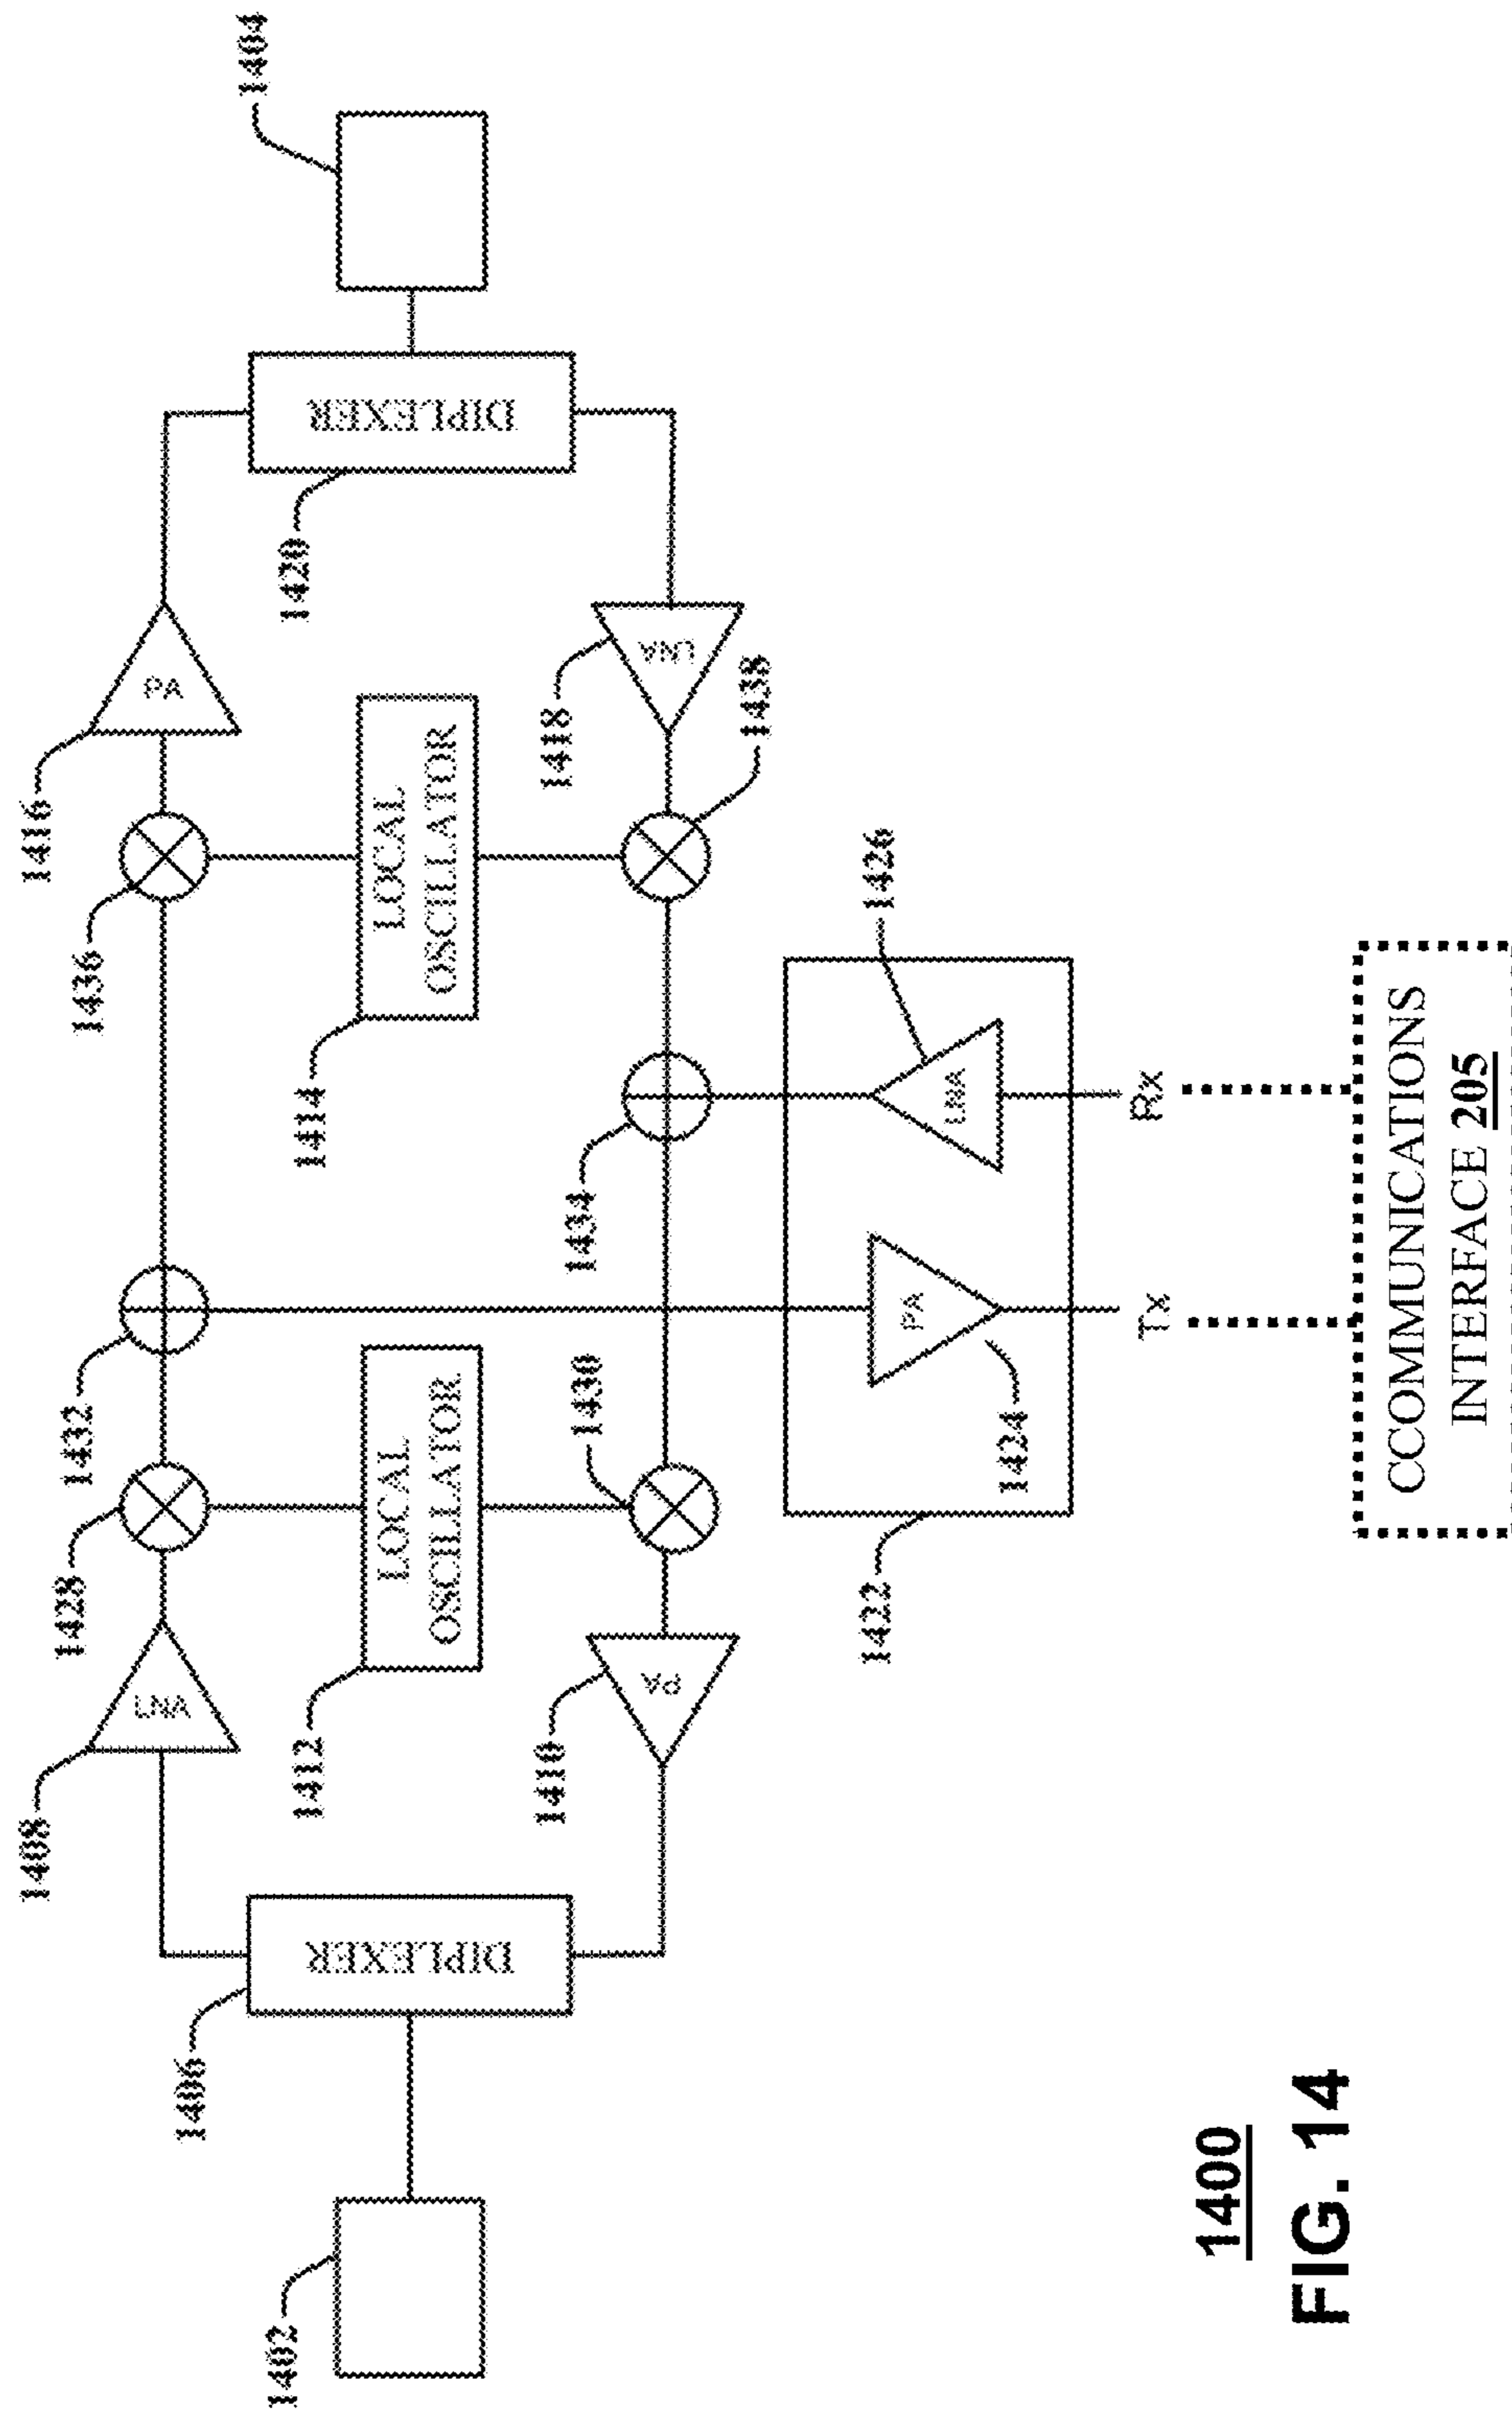 1404
1420
DIPLEXER
1416
PA
1418
LNA
1438
1436
1414
LOCAL
OSCILLATOR
1426
LNA
Rx
1434
1432
1430
PA
Tx
1424
1422
CCOMMUNICATIONS
INTERFACE 205
1428
1412
LOCAL
OSCILLATOR
1410
PA
1408
LNA
1406
DIPLEXER
1402
1400
FIG. 14